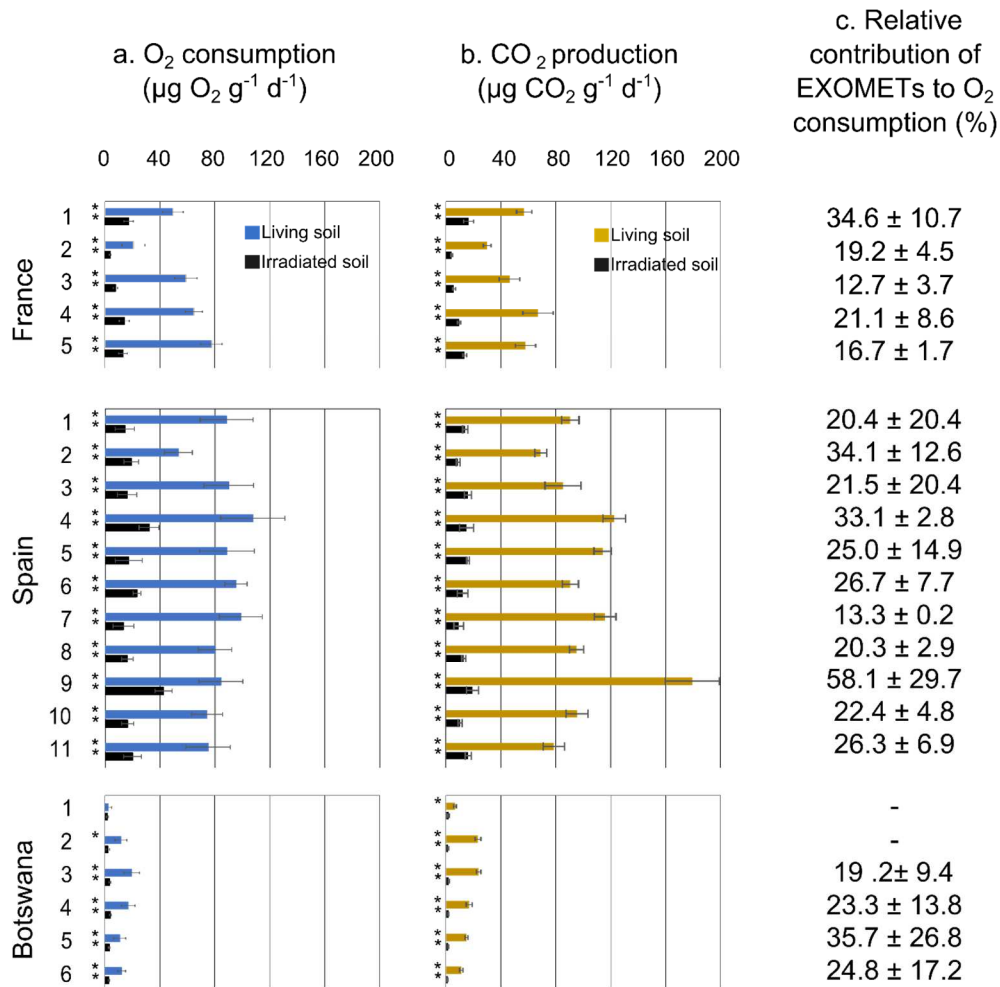 a. O₂ consumption
(µg O₂ g⁻¹ d⁻¹)
b. CO₂ production
(µg CO₂ g⁻¹ d⁻¹)
c. Relative
contribution of
EXOMETs to O₂
consumption (%)
0 40 80 120 160 200
0 40 80 120 160 200
France
1 ** ** 34.6 ± 10.7
Living soil
Living soil
2 ** ** 19.2 ± 4.5
Irradiated soil
Irradiated soil
3 ** ** 12.7 ± 3.7
4 ** ** 21.1 ± 8.6
5 ** ** 16.7 ± 1.7
Spain
1 ** ** 20.4 ± 20.4
2 ** ** 34.1 ± 12.6
3 ** ** 21.5 ± 20.4
4 ** ** 33.1 ± 2.8
5 ** ** 25.0 ± 14.9
6 ** ** 26.7 ± 7.7
7 ** ** 13.3 ± 0.2
8 ** ** 20.3 ± 2.9
9 ** ** 58.1 ± 29.7
10 ** ** 22.4 ± 4.8
11 ** ** 26.3 ± 6.9
Botswana
1 * -
2 * ** -
3 ** ** 19 .2± 9.4
4 ** ** 23.3 ± 13.8
5 ** ** 35.7 ± 26.8
6 ** ** 24.8 ± 17.2